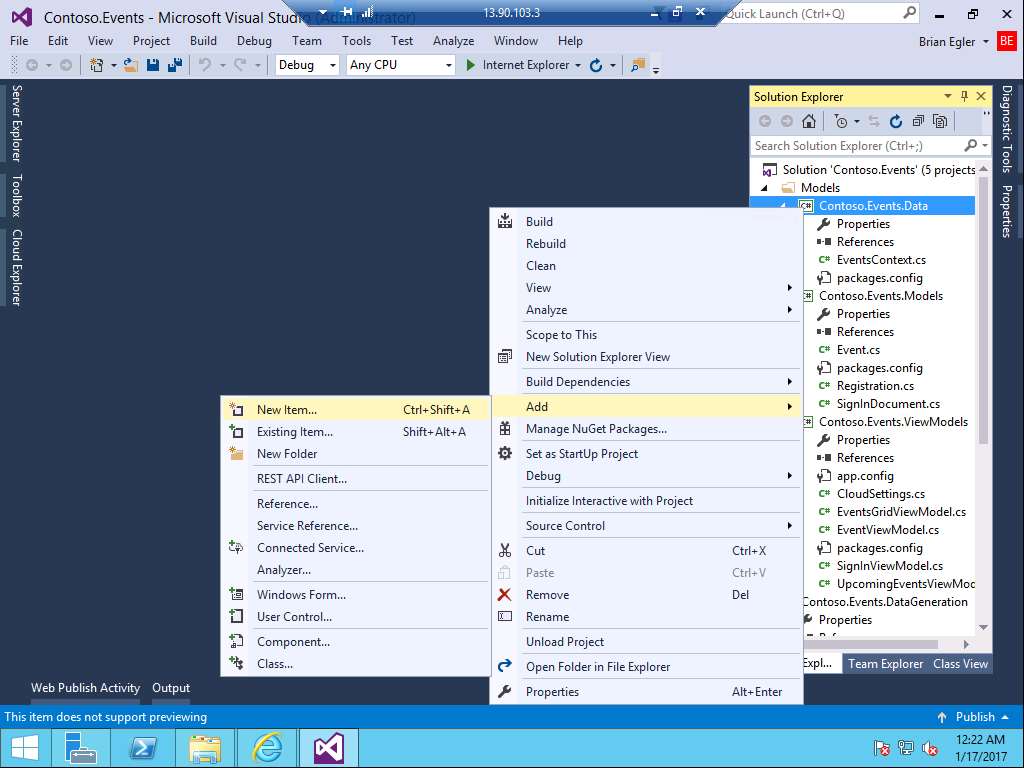 Contoso.Events - Microsoft Visual Studio (Administrator)
13.90.103.3
Quick Launch (Ctrl+Q)
File Edit View Project Build Debug Team Tools Test Analyze Window Help
Brian Egler
BE
Debug
Any CPU
Internet Explorer
Server Explorer
Toolbox
Cloud Explorer
Diagnostic Tools
Properties
Solution Explorer
Search Solution Explorer (Ctrl+;)
Solution 'Contoso.Events' (5 projects
Models
Contoso.Events.Data
Properties
References
EventsContext.cs
packages.config
Contoso.Events.Models
Properties
References
Event.cs
packages.config
Registration.cs
SignInDocument.cs
Contoso.Events.ViewModels
Properties
References
app.config
CloudSettings.cs
EventsGridViewModel.cs
EventViewModel.cs
packages.config
SignInViewModel.cs
UpcomingEventsViewMod
Contoso.Events.DataGeneration
Properties
Expl...
Team Explorer
Class View
Build
Rebuild
Clean
View
Analyze
Scope to This
New Solution Explorer View
Build Dependencies
Add
Manage NuGet Packages...
Set as StartUp Project
Debug
Initialize Interactive with Project
Source Control
Cut Ctrl+X
Paste Ctrl+V
Remove Del
Rename
Unload Project
Open Folder in File Explorer
Properties Alt+Enter
New Item... Ctrl+Shift+A
Existing Item... Shift+Alt+A
New Folder
REST API Client...
Reference...
Service Reference...
Connected Service...
Analyzer...
Windows Form...
User Control...
Component...
Class...
Web Publish Activity
Output
This item does not support previewing
Publish
12:22 AM
1/17/2017